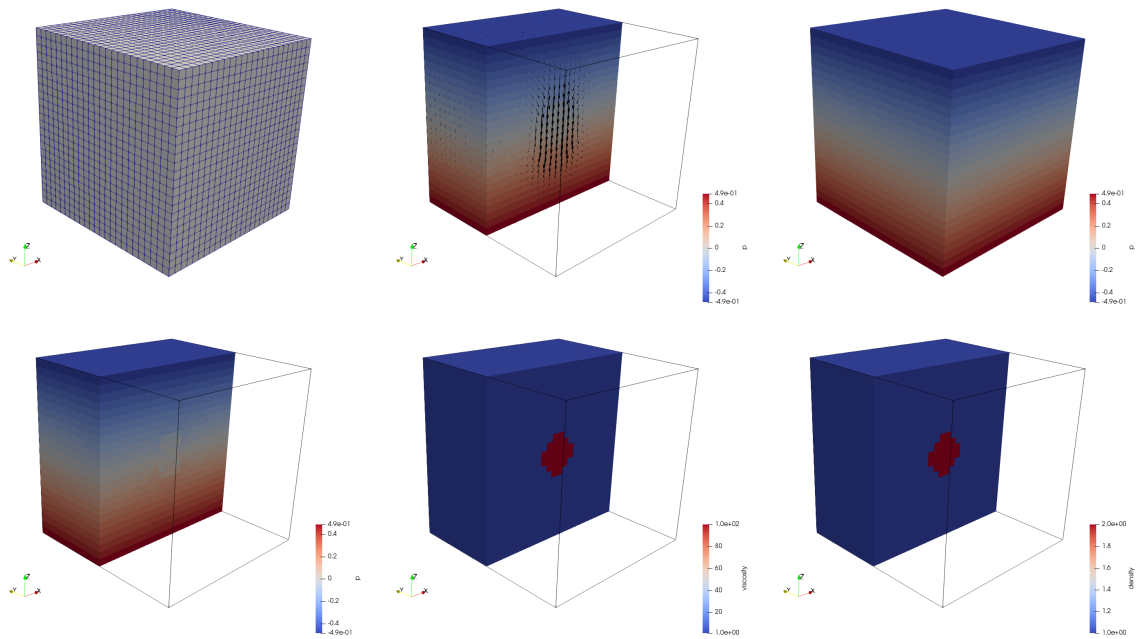 Z
Y
X
Z
Y
X
4.9e-01
0.4
0.2
0
-0.2
-0.4
-4.9e-01
p
Z
Y
X
4.9e-01
0.4
0.2
0
-0.2
-0.4
-4.9e-01
p
Z
Y
X
4.9e-01
0.4
0.2
0
-0.2
-0.4
-4.9e-01
p
Z
Y
X
1.0e+02
80
60
40
20
1.0e+00
viscosity
Z
Y
X
2.0e+00
1.8
1.6
1.4
1.2
1.0e+00
density